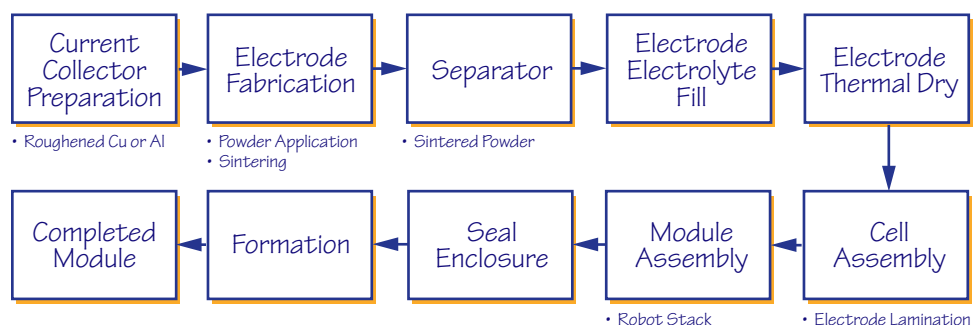 Current
Collector
Preparation
Electrode
Fabrication
Separator
Electrode
Electrolyte
Fill
Electrode
Thermal Dry
• Roughened Cu or Al
• Powder Application
• Sintering
• Sintered Powder
Cell
Assembly
Module
Assembly
Seal
Enclosure
Formation
Completed
Module
• Electrode Lamination
• Robot Stack